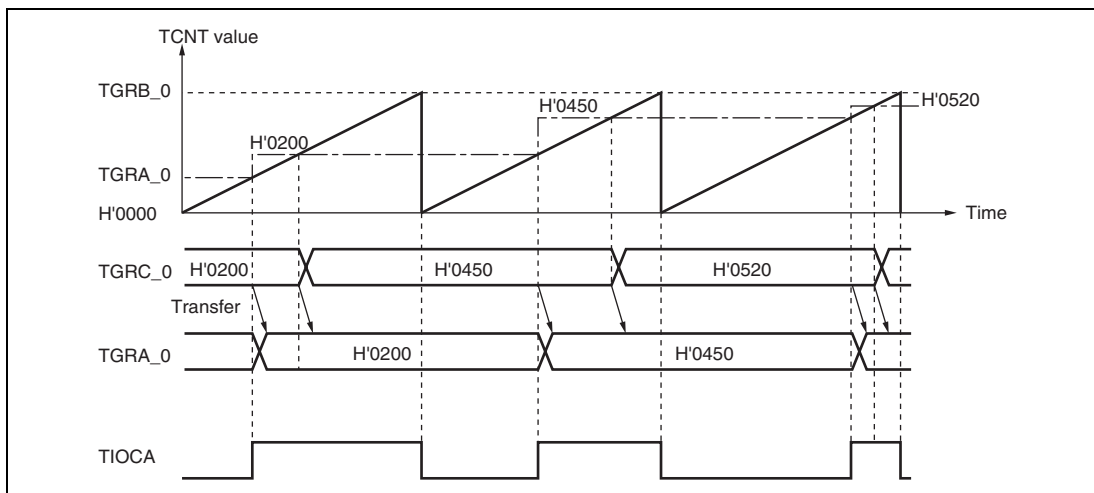 TCNT value
TGRB_0
H'0520
H'0450
H'0200
TGRA_0
H'0000
Time
TGRC_0
H'0200
H'0450
H'0520
Transfer
TGRA_0
H'0200
H'0450
TIOCA